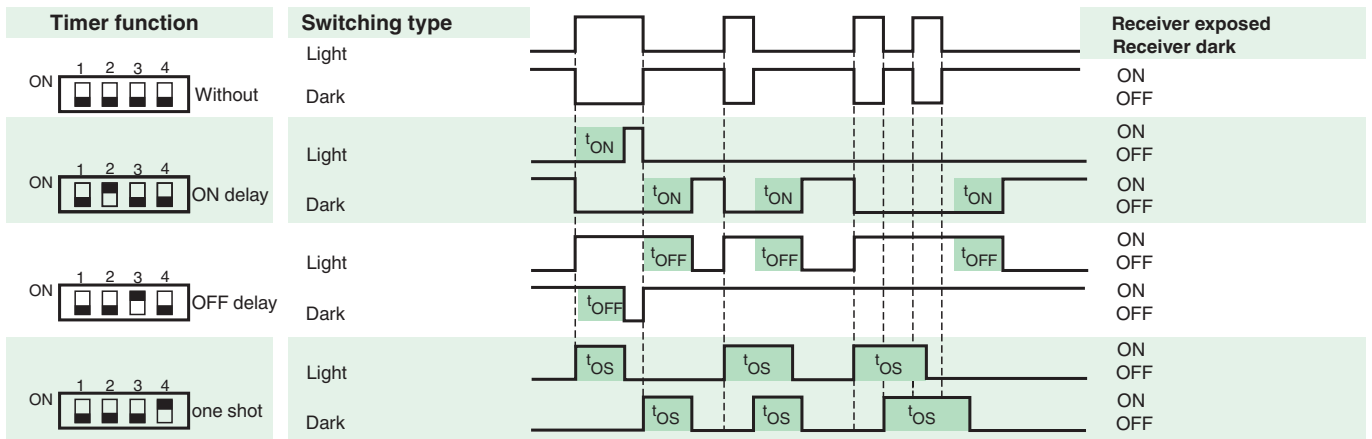 Timer function
Switching type
Receiver exposed
Receiver dark
Light
ON
1 2 3 4
Without
Dark
ON
OFF
Light
tON
ON
OFF
ON
1 2 3 4
ON delay
Dark
tON
tON
tON
ON
OFF
Light
tOFF
tOFF
tOFF
ON
OFF
ON
1 2 3 4
OFF delay
Dark
tOFF
ON
OFF
Light
tOS
tOS
tOS
ON
OFF
ON
1 2 3 4
one shot
Dark
tOS
tOS
tOS
ON
OFF